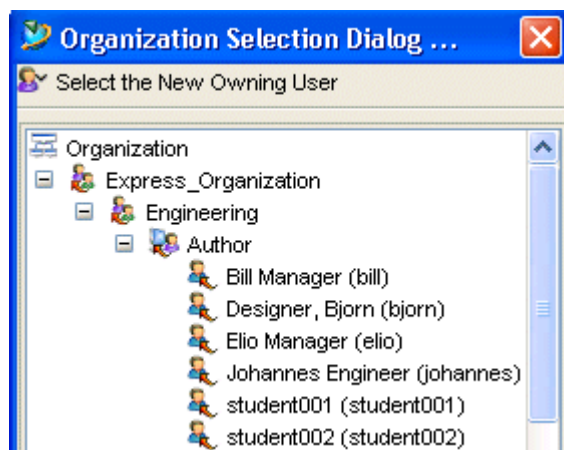 Organization Selection Dialog ...
Select the New Owning User
Organization
Express_Organization
Engineering
Author
Bill Manager (bill)
Designer, Bjorn (bjorn)
Elio Manager (elio)
Johannes Engineer (johannes)
student001 (student001)
student002 (student002)